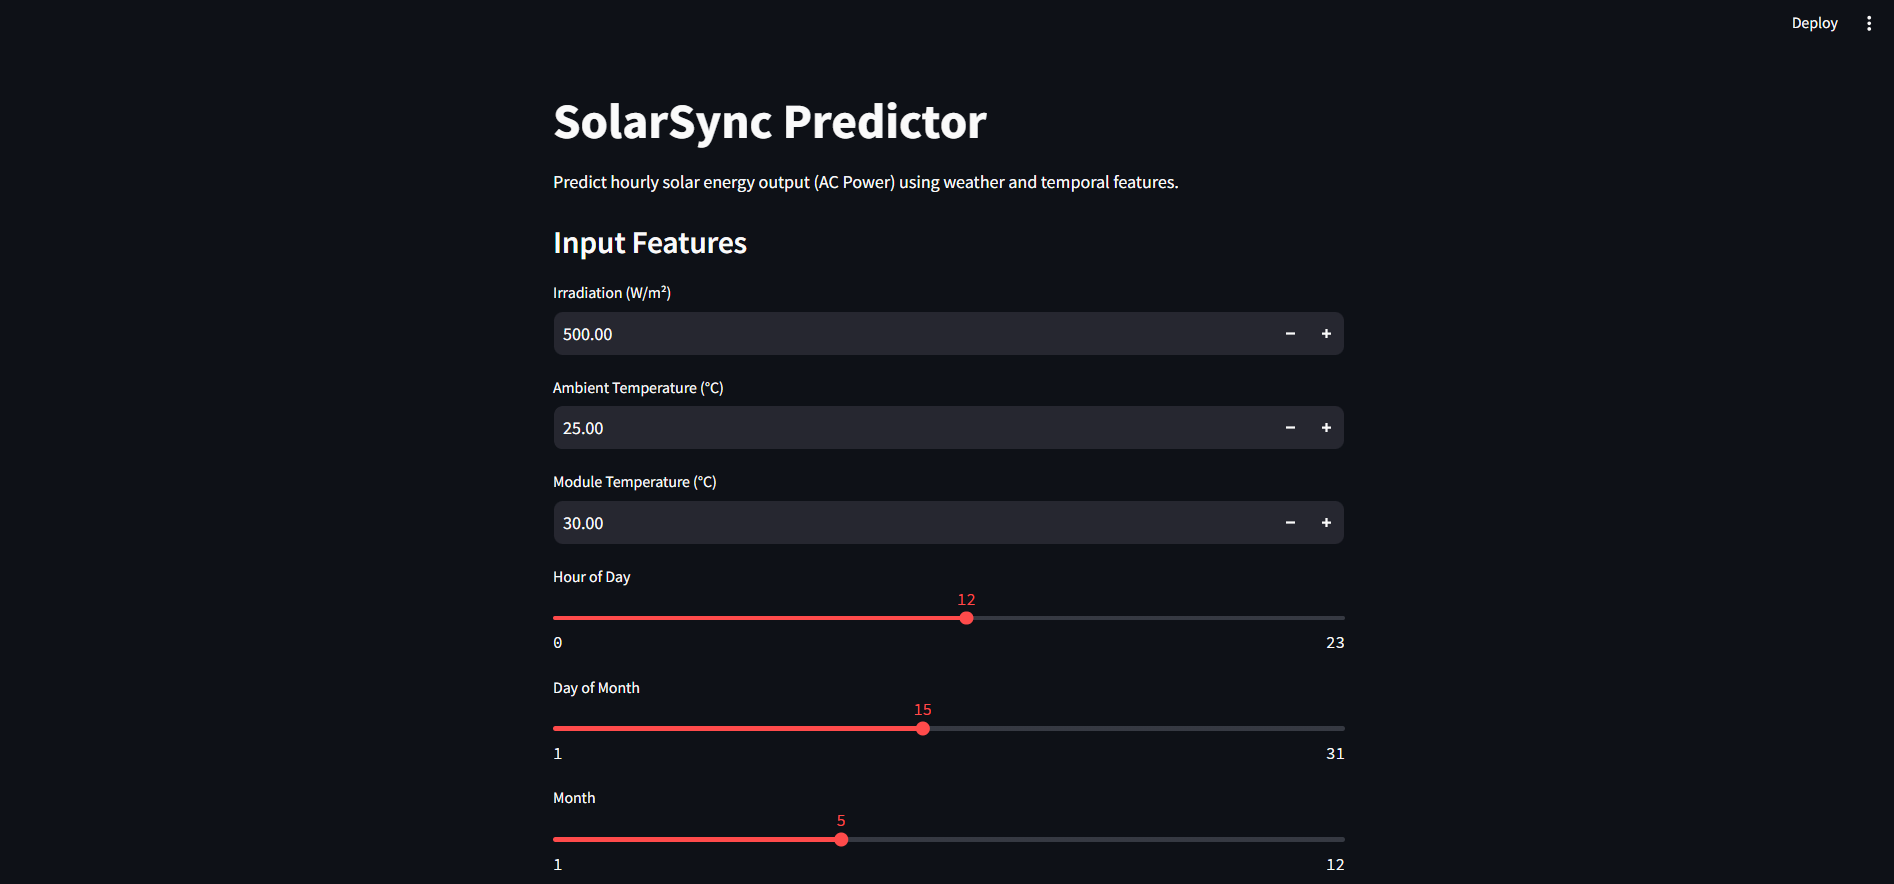 Deploy
SolarSync Predictor
Predict hourly solar energy output (AC Power) using weather and temporal features.
Input Features
Irradiation (W/m²)
500.00
Ambient Temperature (°C)
25.00
Module Temperature (°C)
30.00
Hour of Day
12
0 23
Day of Month
15
1 31
Month
5
1 12